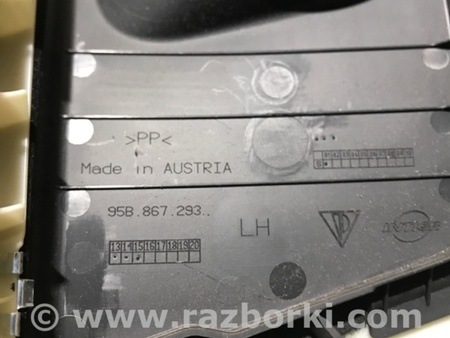 >PP<
Made in AUSTRIA
95B.867.293..
LH
13 14 15 16 17 18 19 20
© www.razborki.com